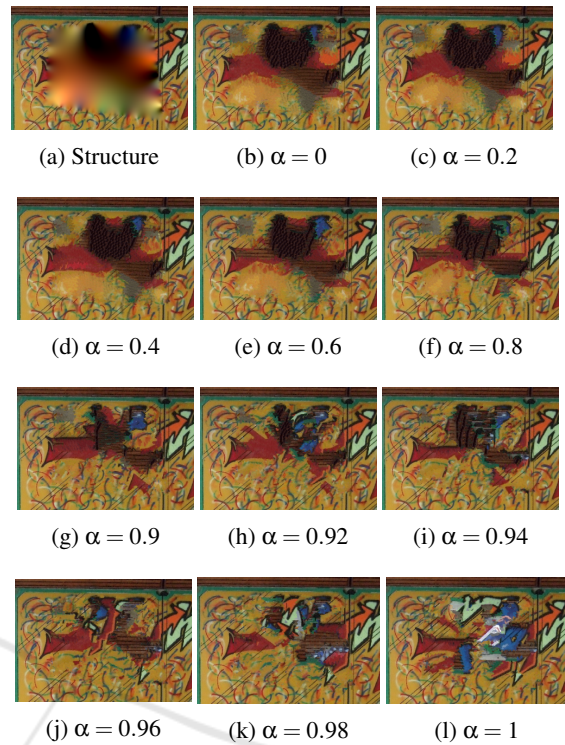 (a) Structure (b) α = 0 (c) α = 0.2
(d) α = 0.4 (e) α = 0.6 (f) α = 0.8
(g) α = 0.9 (h) α = 0.92 (i) α = 0.94
(j) α = 0.96 (k) α = 0.98 (l) α = 1